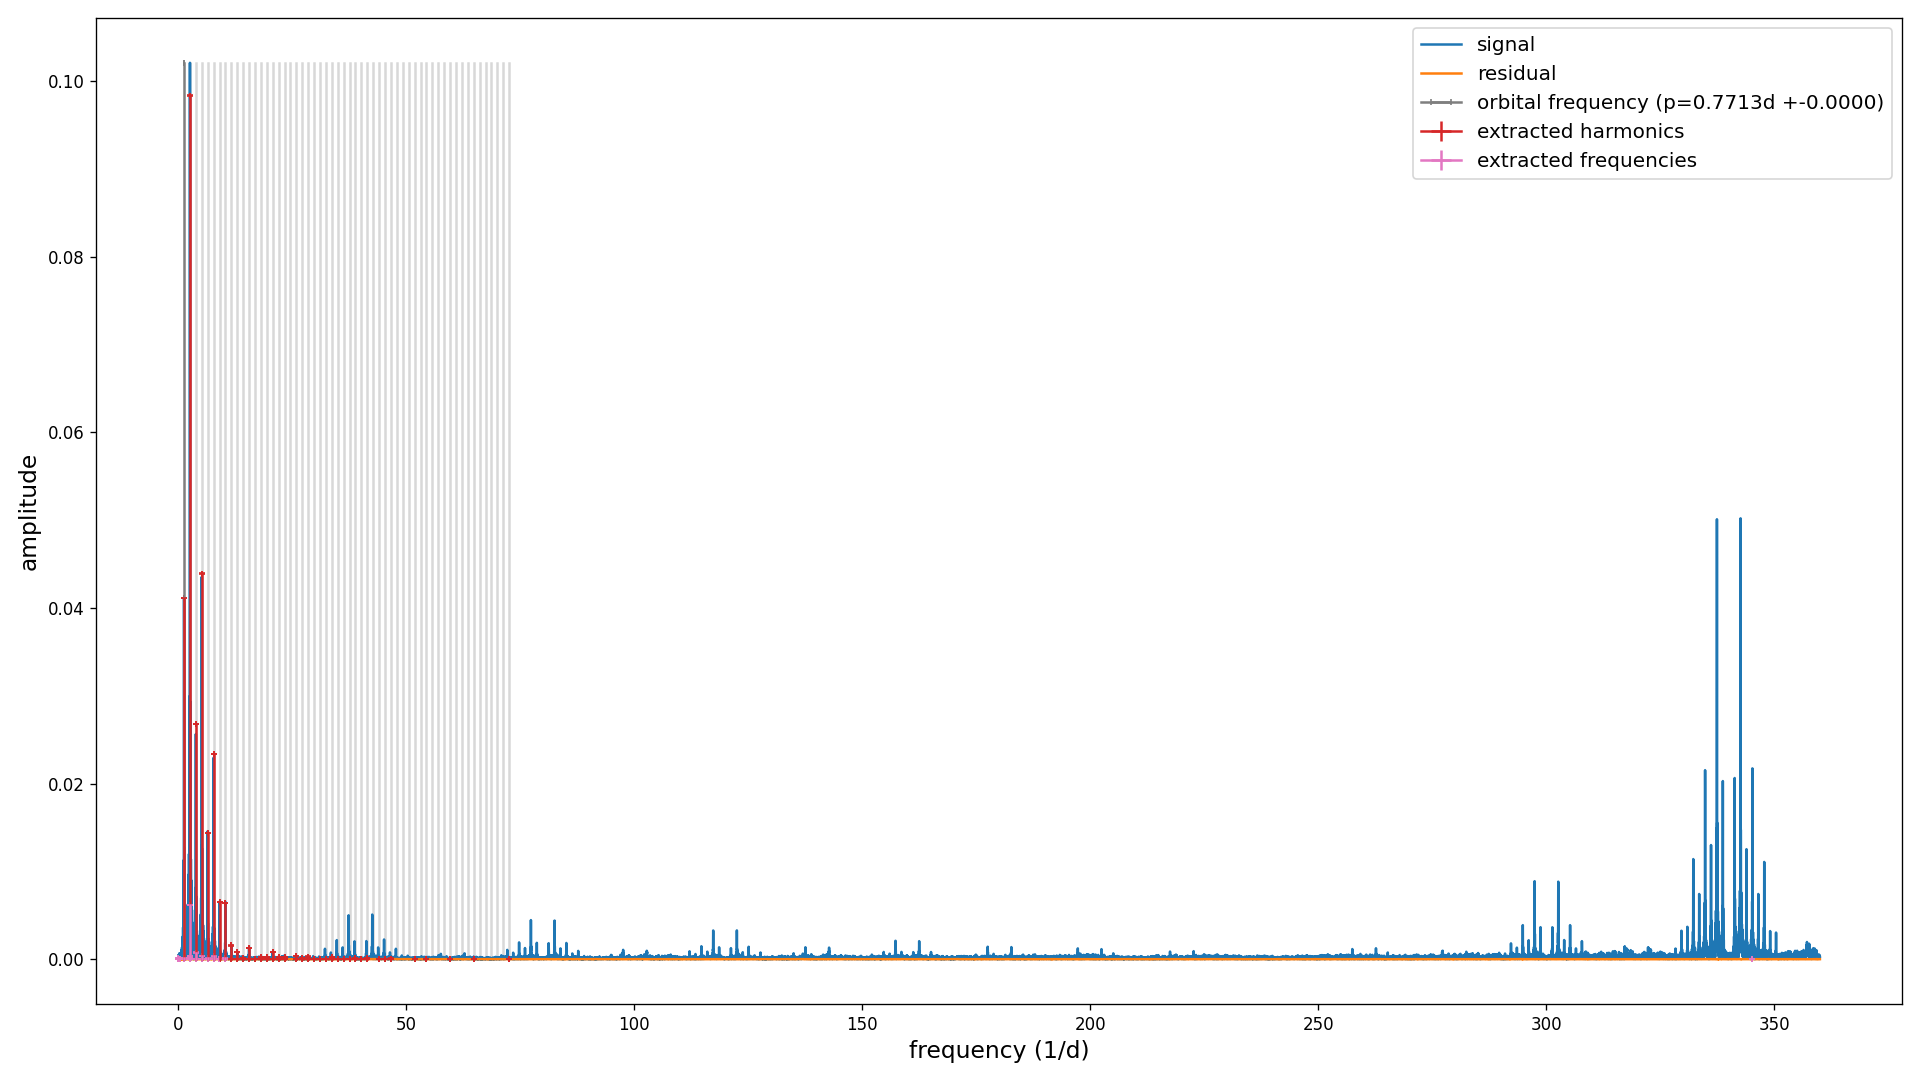 signal
residual
orbital frequency (p=0.7713d +-0.0000)
extracted harmonics
extracted frequencies
amplitude
0.10
0.08
0.06
0.04
0.02
0.00
0 50 100 150 200 250 300 350
frequency (1/d)